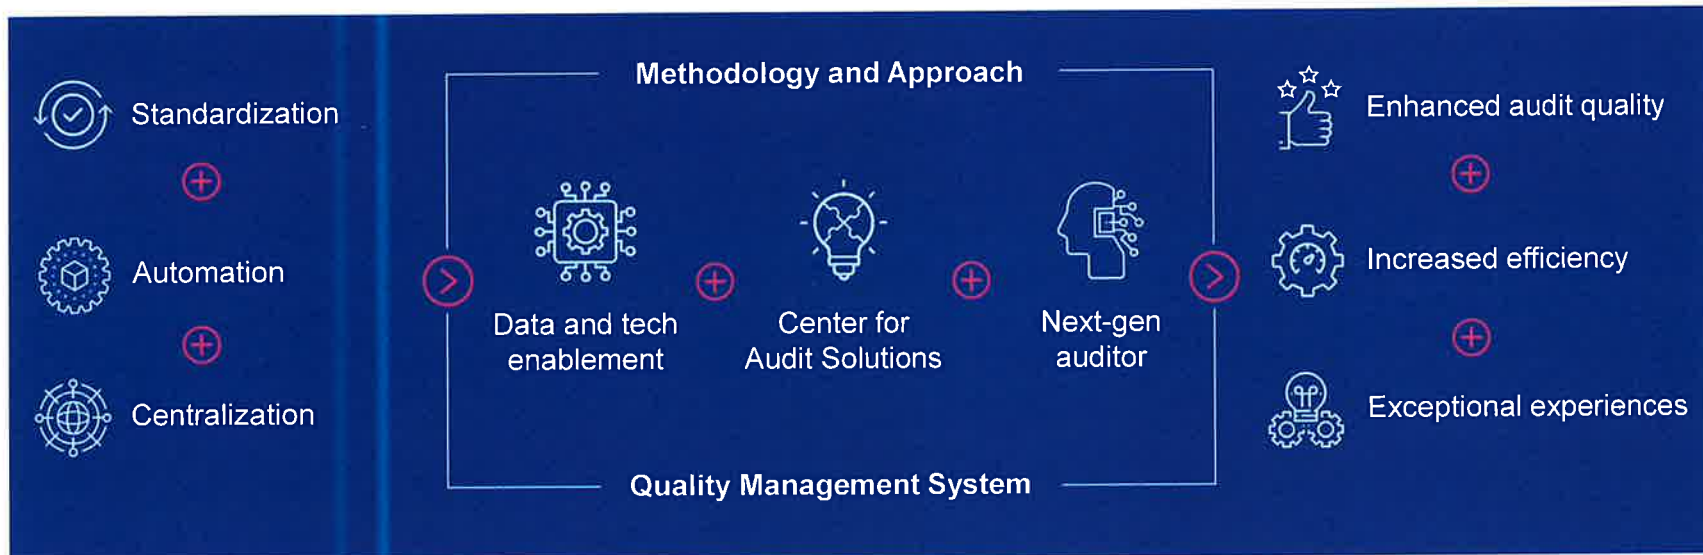 Standardization
Automation
Centralization
Methodology and Approach
Data and tech
enablement
Center for
Audit Solutions
Next-gen
auditor
Quality Management System
Enhanced audit quality
Increased efficiency
Exceptional experiences